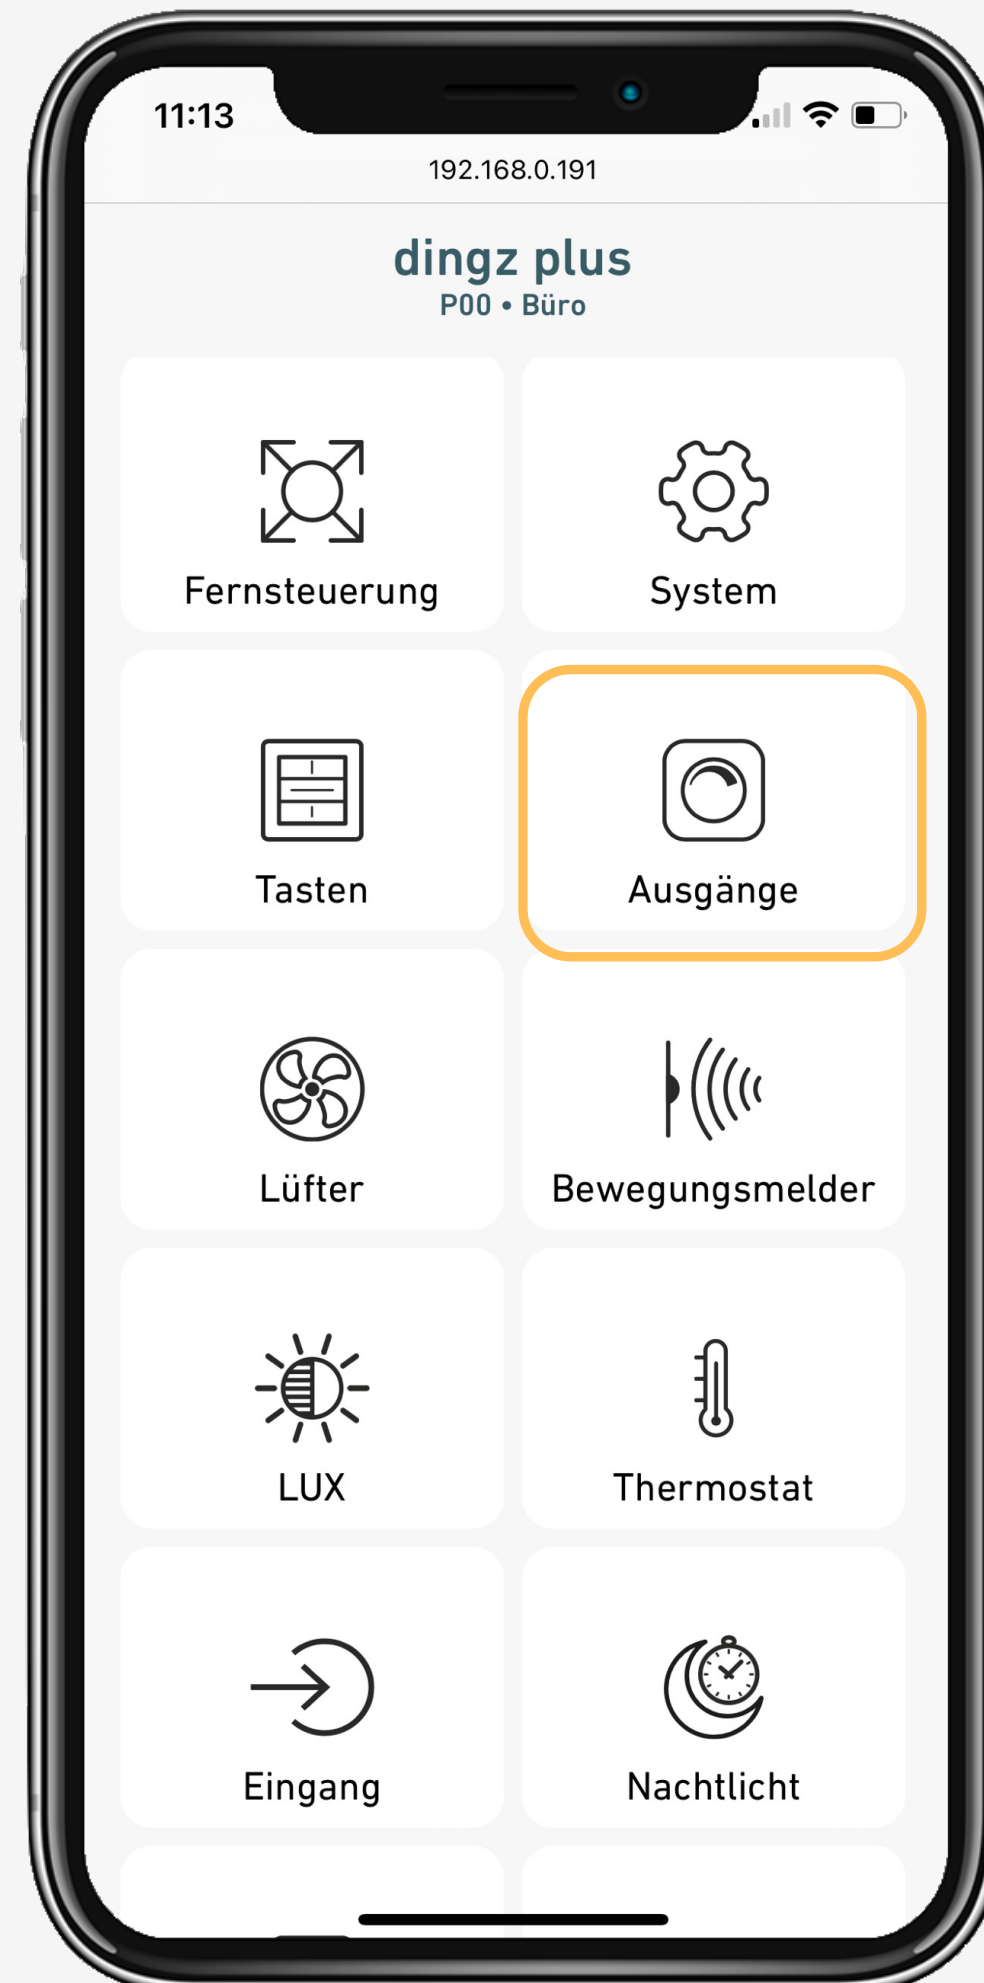 11:13
192.168.0.191
dingz plus
P00 • Büro
Fernsteuerung
System
Tasten
Ausgänge
Lüfter
Bewegungsmelder
LUX
Thermostat
Eingang
Nachtlicht